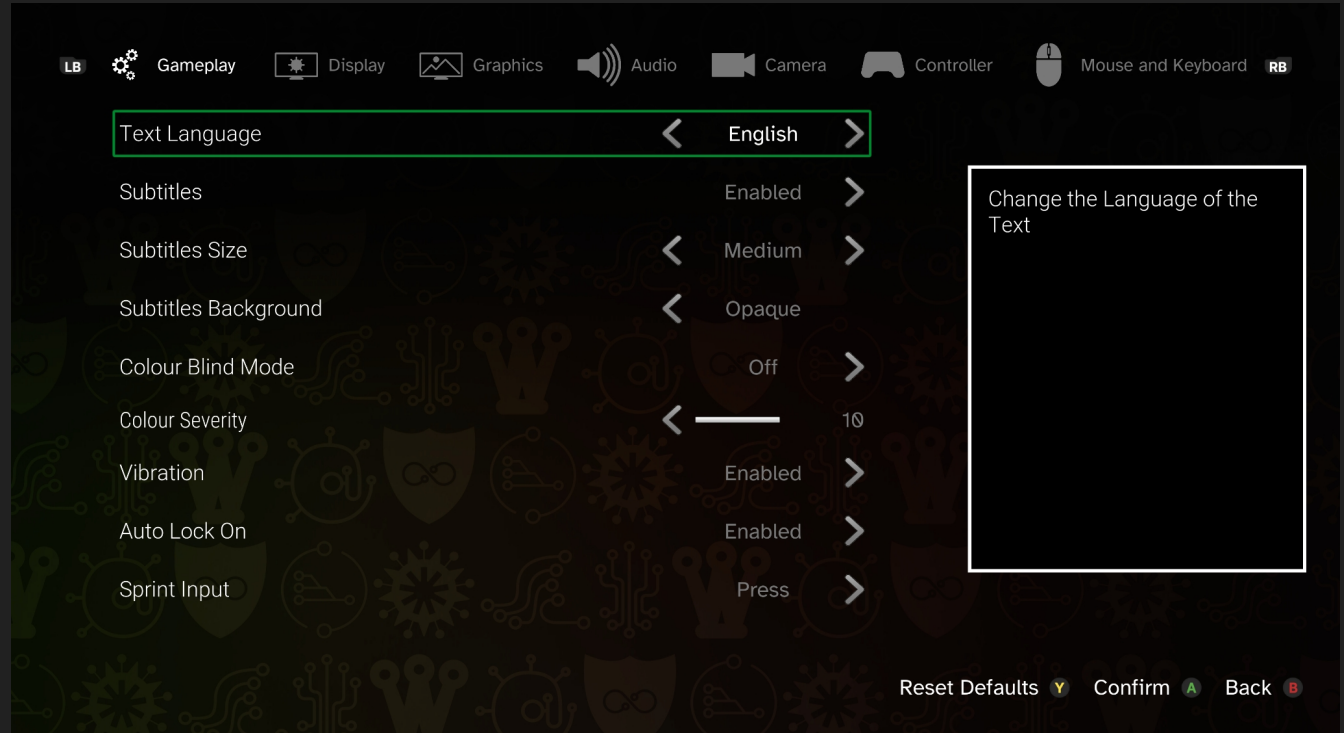 LB Gameplay Display Graphics Audio Camera Controller Mouse and Keyboard RB
Text Language English
Subtitles Enabled
Subtitles Size Medium
Subtitles Background Opaque
Colour Blind Mode Off
Colour Severity 10
Vibration Enabled
Auto Lock On Enabled
Sprint Input Press
Change the Language of the
Text
Reset Defaults Y Confirm A Back B